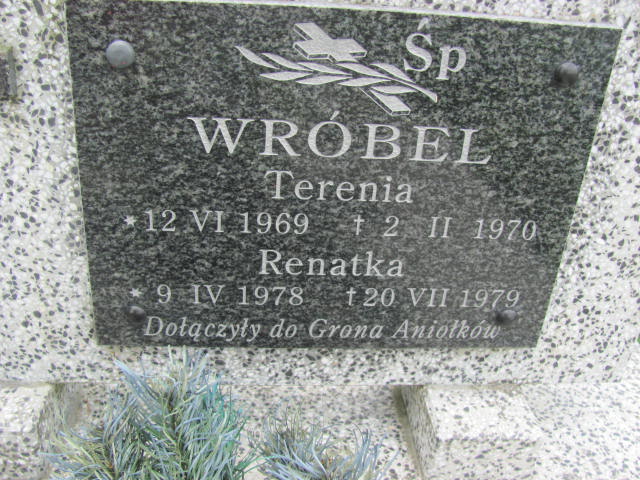 Śp
WRÓBEL
Terenia
* 12 VI 1969 † 2 II 1970
Renatka
* 9 IV 1978 † 20 VII 1979
Dołączyły do Grona Aniołków